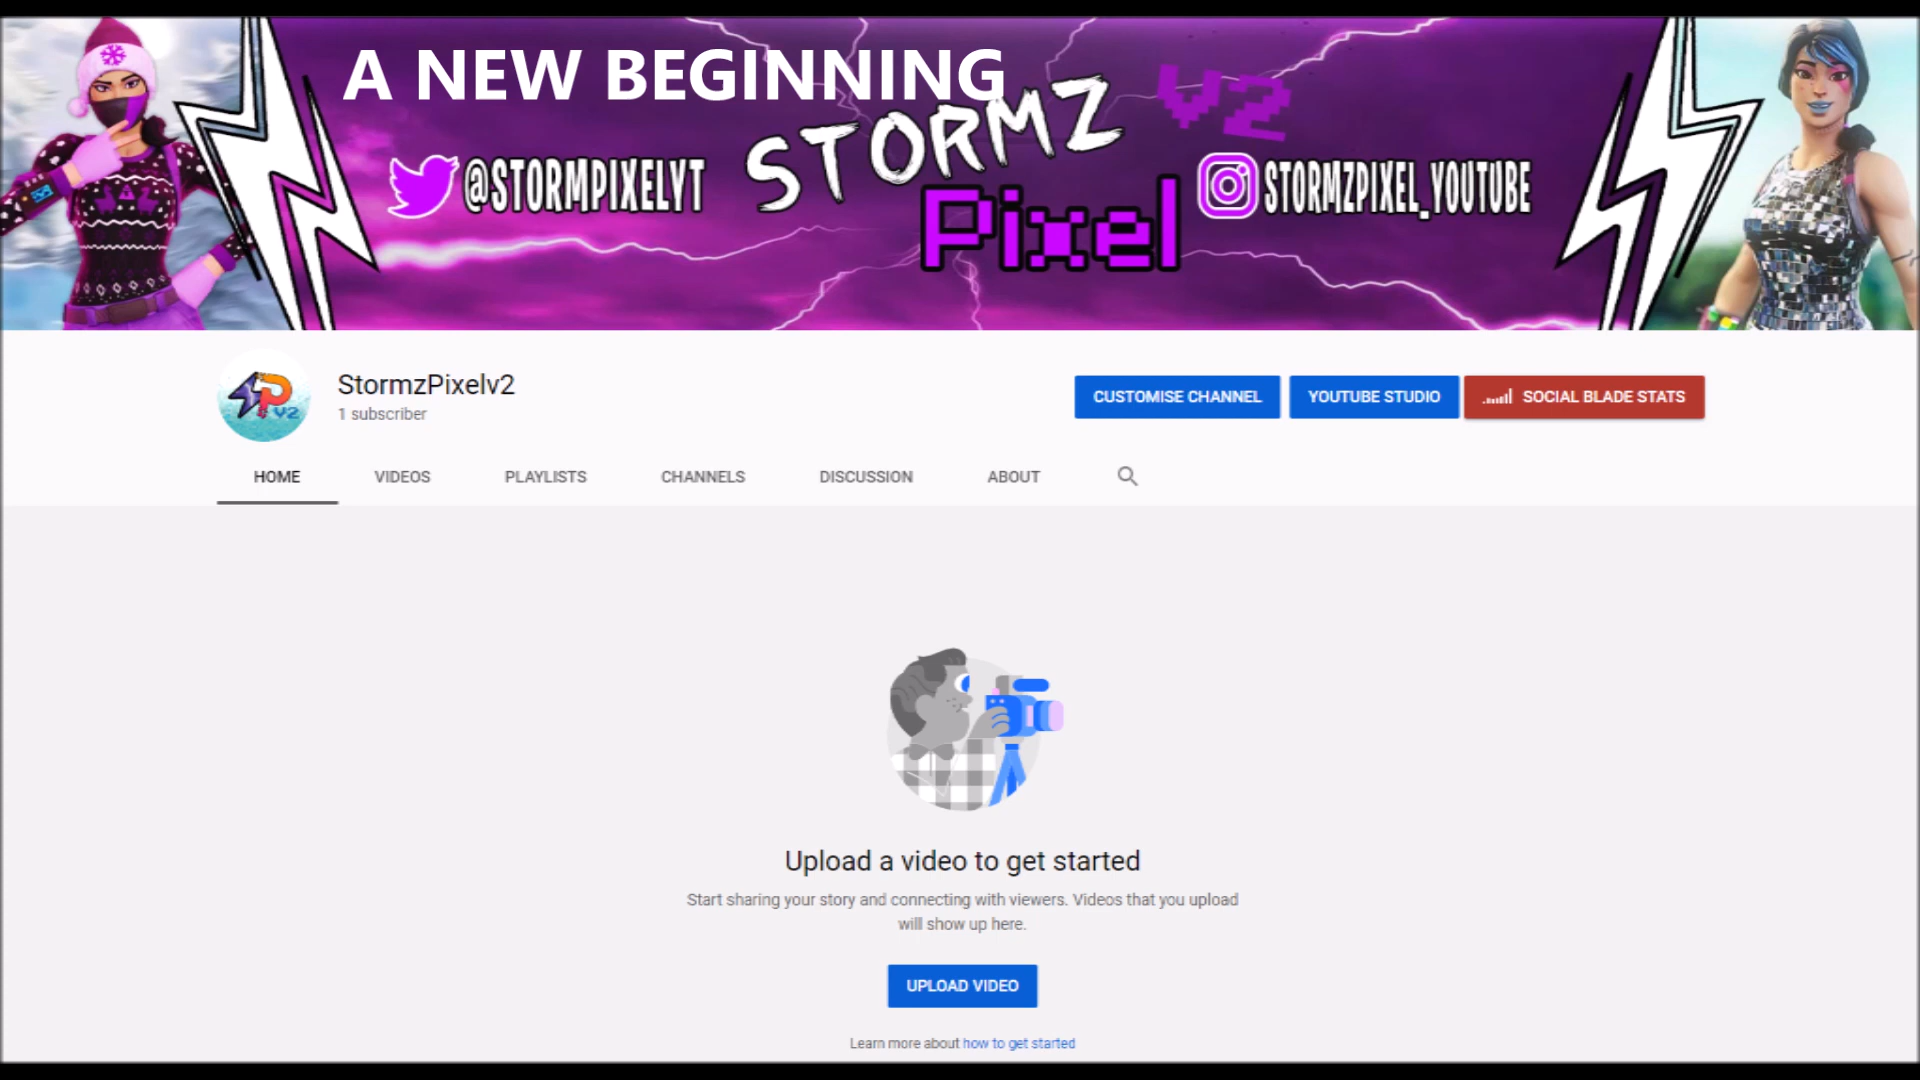 A NEW BEGINNING
STORMZ
V2
@STORMPIXELYT
Pixel
STORMZPIXEL_YOUTUBE
PV2
StormzPixelv2
1 subscriber
CUSTOMISE CHANNEL
YOUTUBE STUDIO
SOCIAL BLADE STATS
HOME
VIDEOS
PLAYLISTS
CHANNELS
DISCUSSION
ABOUT
Upload a video to get started
Start sharing your story and connecting with viewers. Videos that you upload
will show up here.
UPLOAD VIDEO
Learn more about how to get started